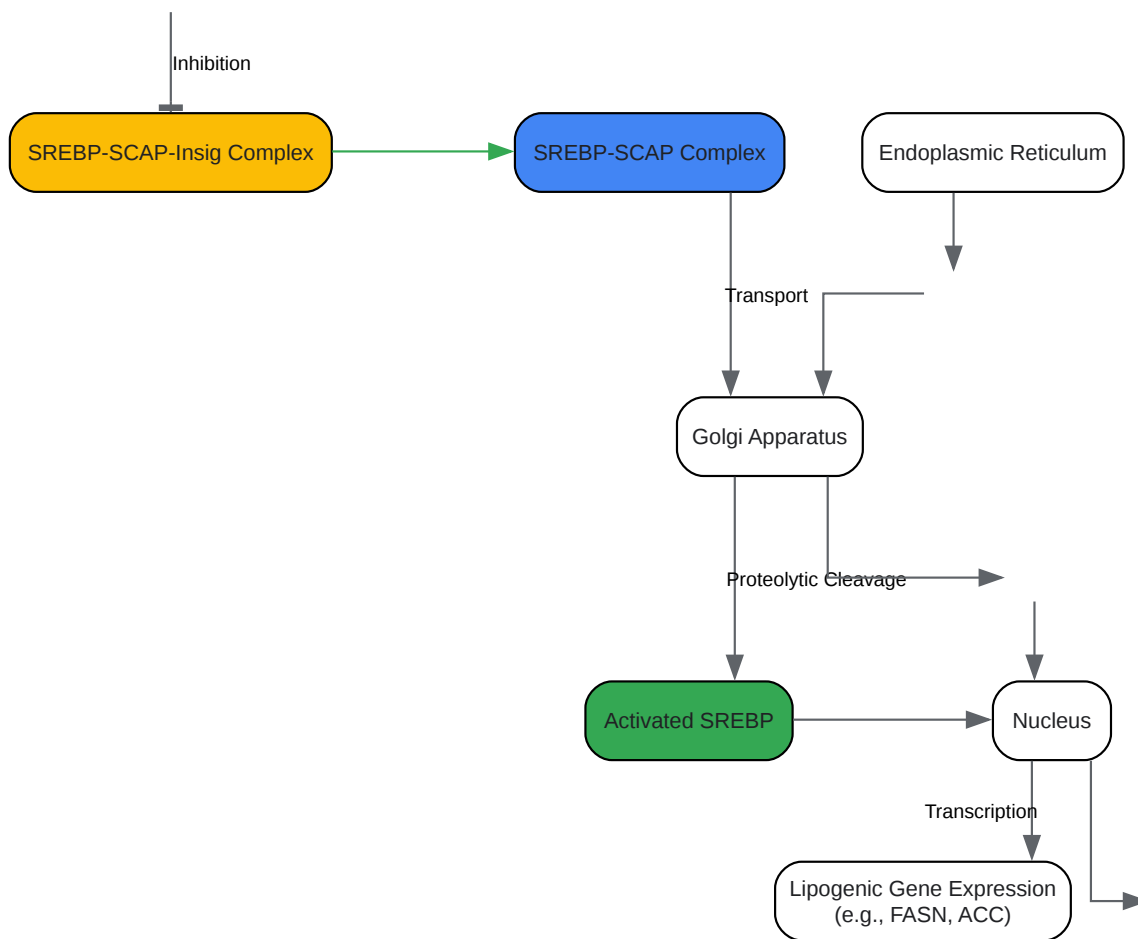 Inhibition
SREBP-SCAP-Insig Complex
SREBP-SCAP Complex
Endoplasmic Reticulum
Transport
Golgi Apparatus
Proteolytic Cleavage
Activated SREBP
Nucleus
Transcription
Lipogenic Gene Expression
(e.g., FASN, ACC)